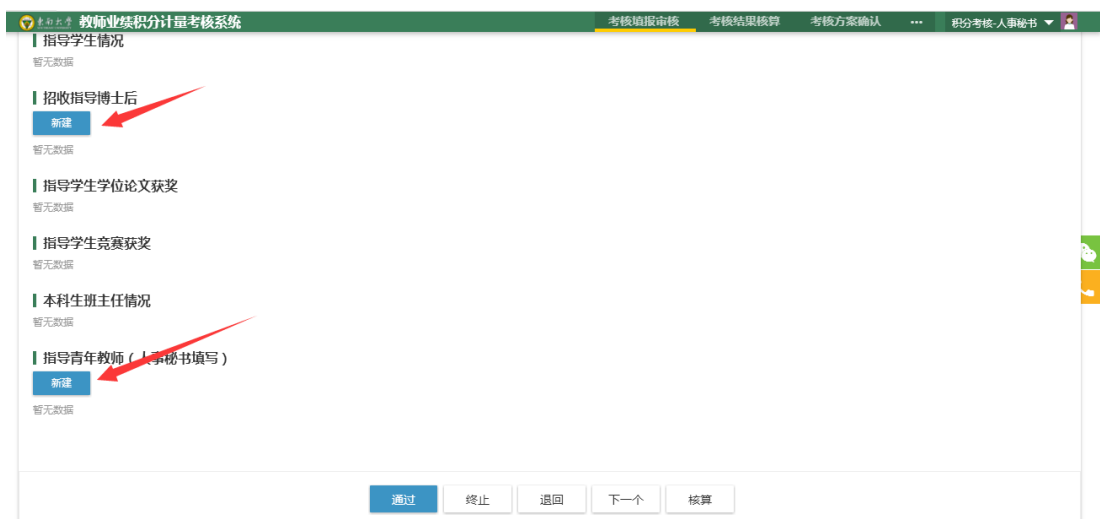 东南大学 教师业绩积分计量考核系统 考核填报审核 考核结果核算 考核方案确认 ••• 积分考核-人事秘书
指导学生情况
暂无数据
招收指导博士后
新建
暂无数据
指导学生学位论文获奖
暂无数据
指导学生竞赛获奖
暂无数据
本科生班主任情况
暂无数据
指导青年教师（人事秘书填写）
新建
暂无数据
通过 终止 退回 下一个 核算